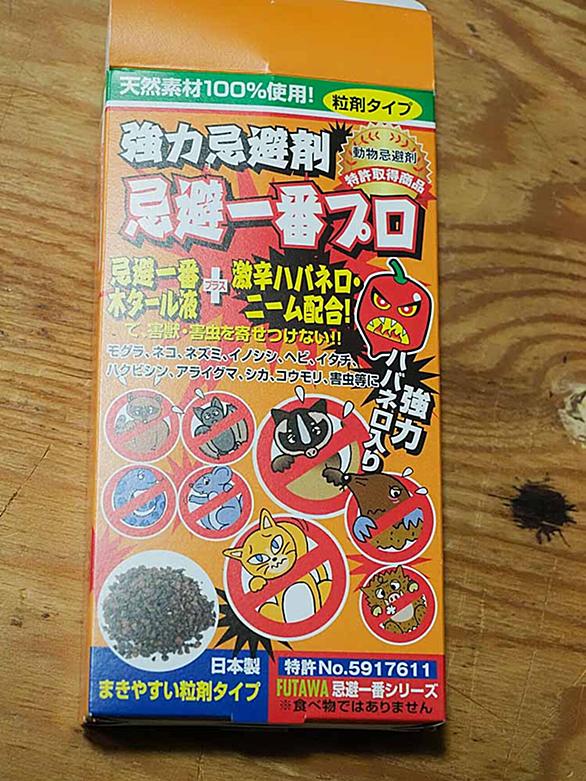 天然素材100%使用!
粒剤タイプ
強力忌避剤
動物忌避剤
特許取得商品
忌避一番プロ
忌避一番
木タール液
プラス
激辛ハバネロ・
ニーム配合!
で、害獣・害虫を寄せつけない!!
モグラ、ネコ、ネズミ、イノシシ、ヘビ、イタチ、
ハクビシン、アライグマ、シカ、コウモリ、害虫等に
強力
ハバネロ入り
日本製
まきやすい粒剤タイプ
特許No.5917611
FUTAWA 忌避一番シリーズ
※食べ物ではありません